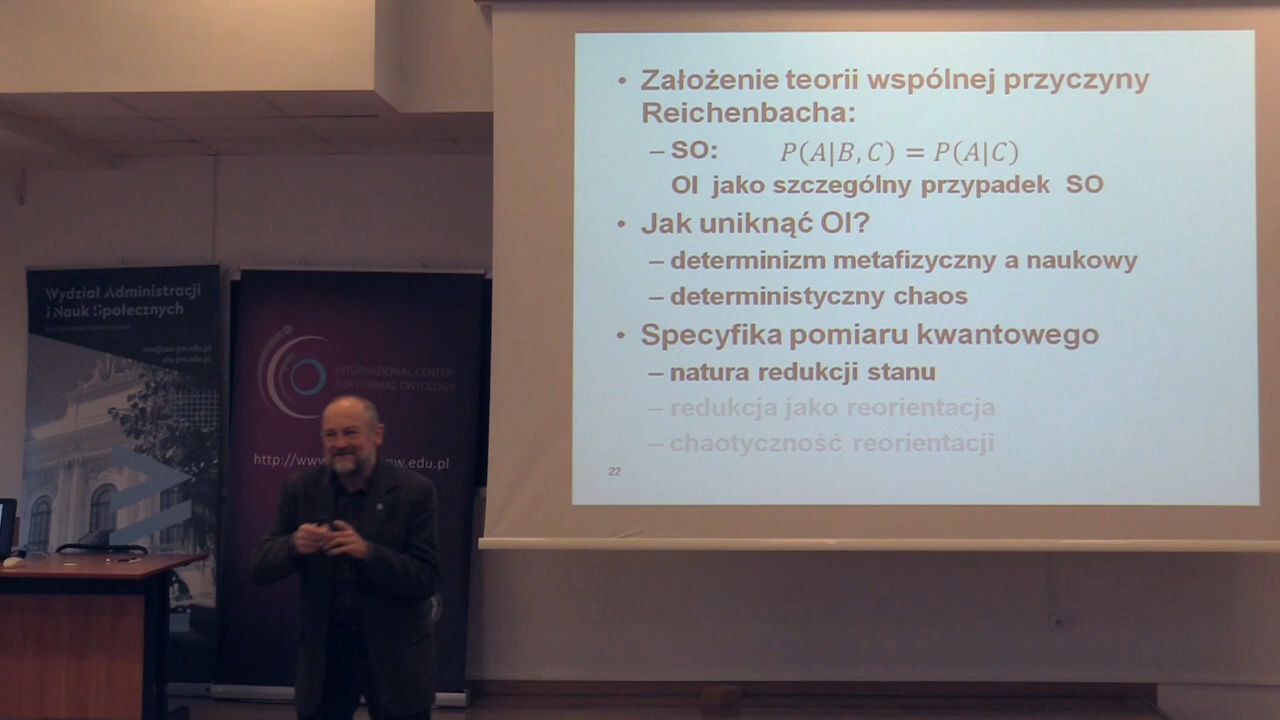 • Założenie teorii wspólnej przyczyny
Reichenbacha:
– SO: P(A|B, C) = P(A|C)
OI jako szczególny przypadek SO
• Jak uniknąć OI?
– determinizm metafizyczny a naukowy
– deterministyczny chaos
• Specyfika pomiaru kwantowego
– natura redukcji stanu
– redukcja jako reorientacja
– chaotyczność reorientacji
22
Wydział Administracji
i Nauk Społecznych
INTERNATIONAL CENTER
FOR FORMAL ONTOLOGY
http://www
pw.edu.pl